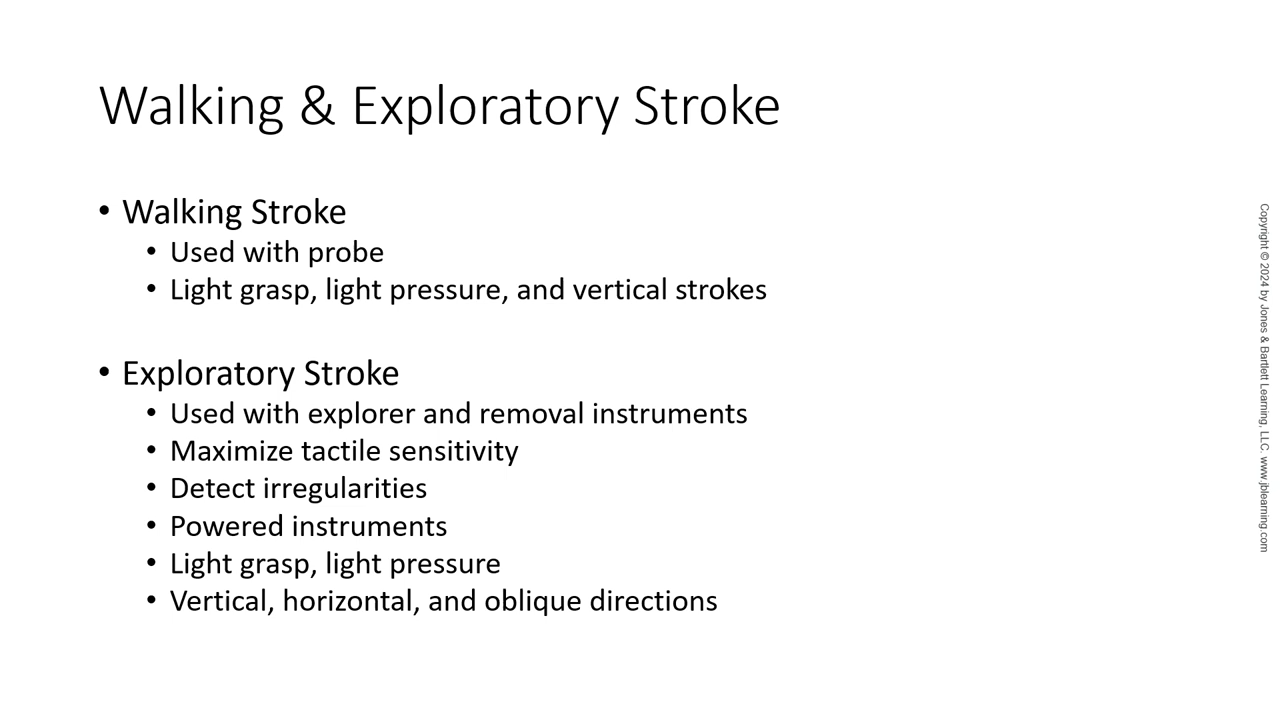 Walking & Exploratory Stroke
• Walking Stroke
• Used with probe
• Light grasp, light pressure, and vertical strokes
• Exploratory Stroke
• Used with explorer and removal instruments
• Maximize tactile sensitivity
• Detect irregularities
• Powered instruments
• Light grasp, light pressure
• Vertical, horizontal, and oblique directions
Copyright © 2024 by Jones & Bartlett Learning, LLC. www.jblearning.com